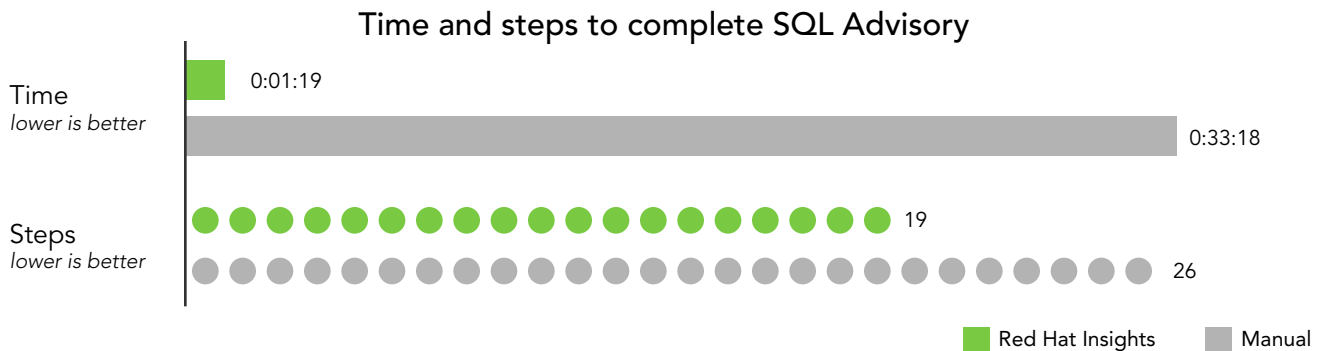 Time and steps to complete SQL Advisory
Time
lower is better
0:01:19
0:33:18
Steps
lower is better
19
26
Red Hat Insights
Manual